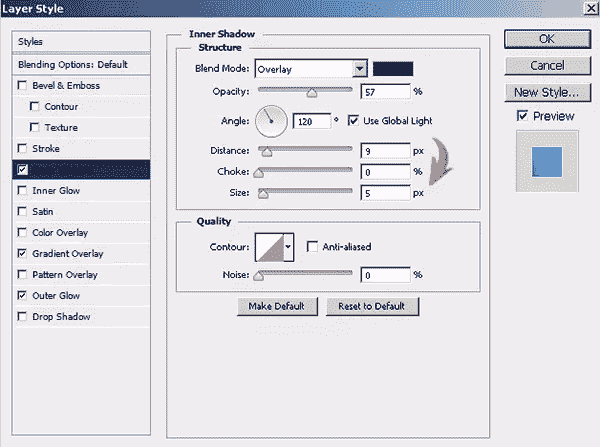 Layer Style
Styles
Blending Options: Default
Bevel & Emboss
Contour
Texture
Stroke
Inner Glow
Satin
Color Overlay
Gradient Overlay
Pattern Overlay
Outer Glow
Drop Shadow
Inner Shadow
Structure
Blend Mode: Overlay
Opacity: 57 %
Angle: 120 ° Use Global Light
Distance: 9 px
Choke: 0 %
Size: 5 px
Quality
Contour: Anti-aliased
Noise: 0 %
Make Default Reset to Default
OK
Cancel
New Style...
Preview